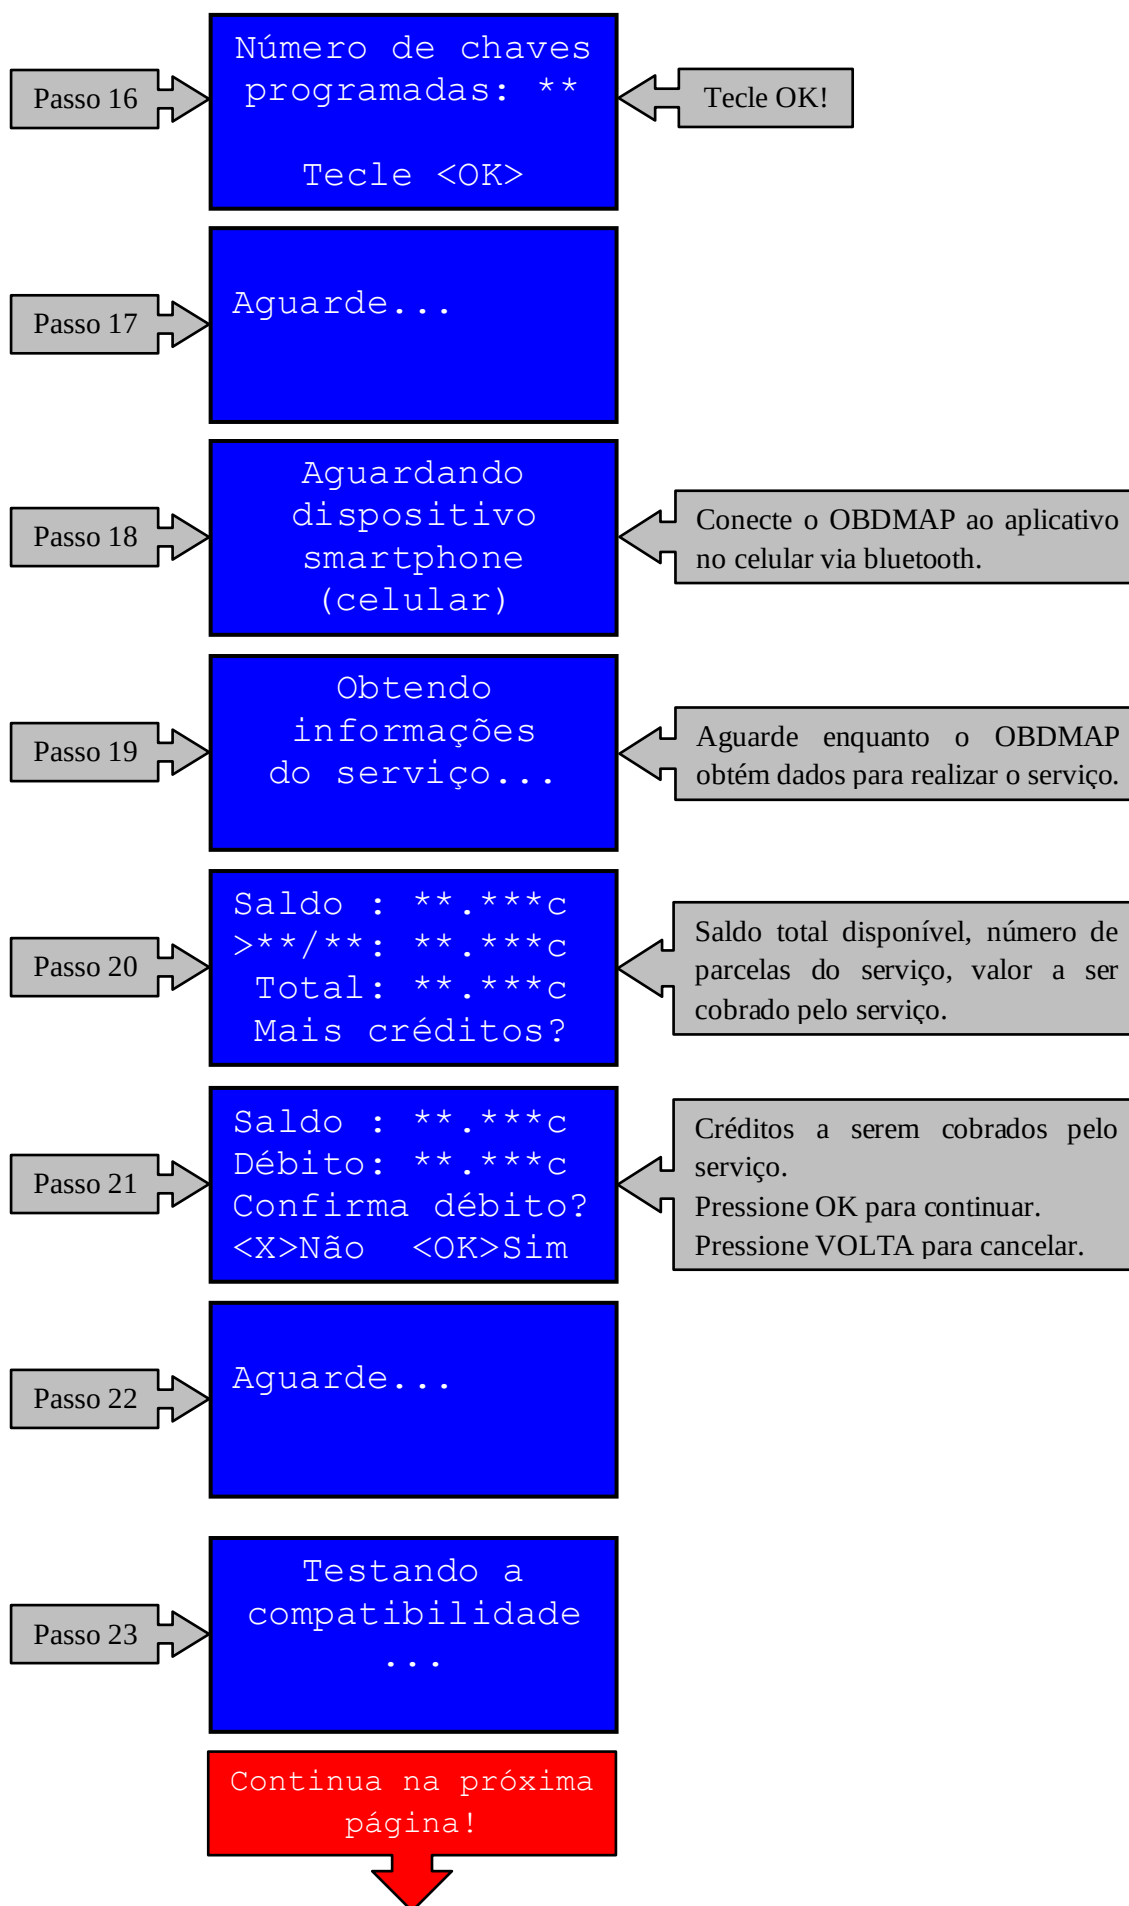 Passo 16
Número de chaves
programadas: **
Tecle <OK>
Tecle OK!
Passo 17
Aguarde...
Passo 18
Aguardando
dispositivo
smartphone
(celular)
Conecte o OBDMAP ao aplicativo
no celular via bluetooth.
Passo 19
Obtendo
informações
do serviço...
Aguarde enquanto o OBDMAP
obtém dados para realizar o serviço.
Passo 20
Saldo : **.***c
>**/**: **.***c
Total: **.***c
Mais créditos?
Saldo total disponível, número de
parcelas do serviço, valor a ser
cobrado pelo serviço.
Passo 21
Saldo : **.***c
Débito: **.***c
Confirma débito?
<X>Não <OK>Sim
Créditos a serem cobrados pelo
serviço.
Pressione OK para continuar.
Pressione VOLTA para cancelar.
Passo 22
Aguarde...
Passo 23
Testando a
compatibilidade
...
Continua na próxima
página!